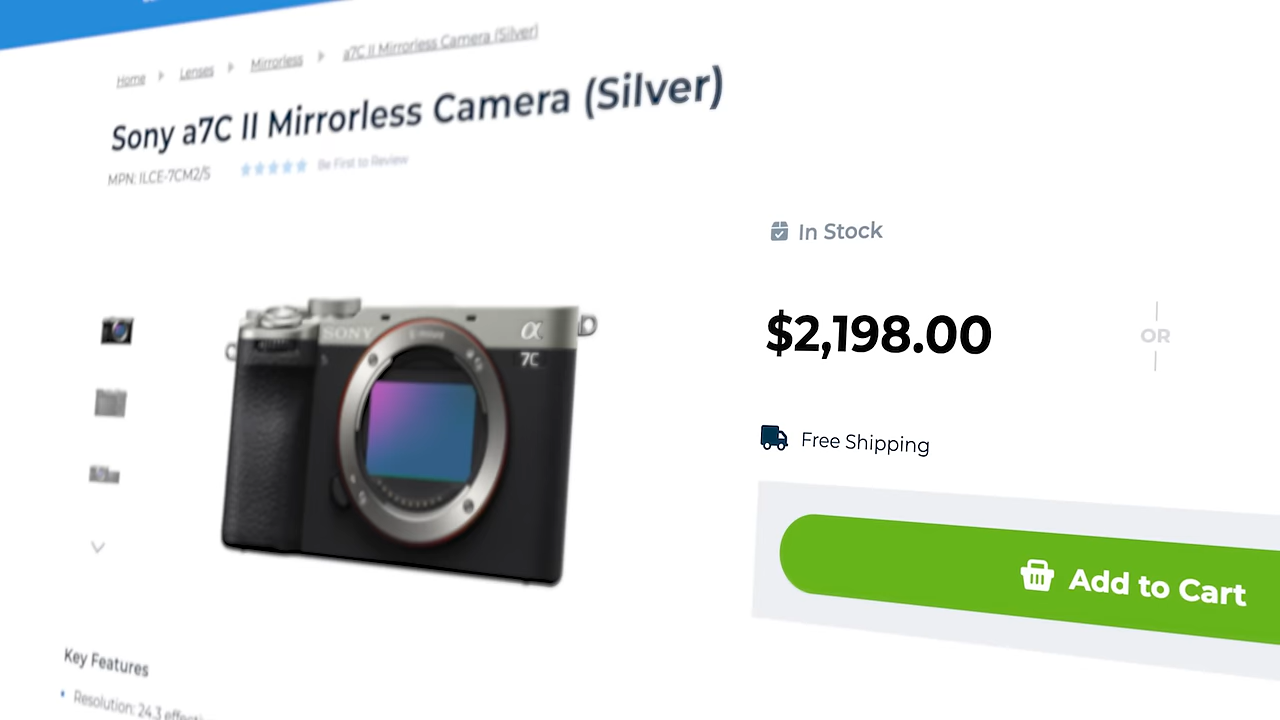 Home Lenses Mirrorless a7C II Mirrorless Camera (Silver)
Sony a7C II Mirrorless Camera (Silver)
MPN: ILCE-7CM2/S Be First to Review
In Stock
SONY
E-mount
α
7C
$2,198.00
OR
Free Shipping
Add to Cart
Key Features
Resolution: 24.3